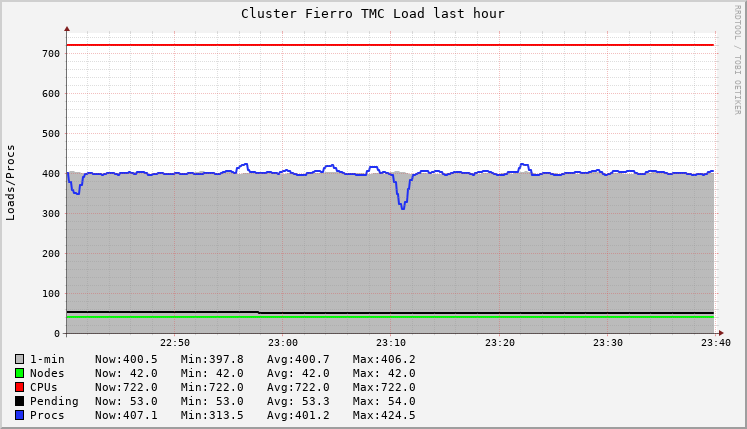 Cluster Fierro TMC Load last hour
RRDTOOL / TOBI OETIKER
Loads/Procs
700
600
500
400
300
200
100
0
22:50 23:00 23:10 23:20 23:30 23:40
1-min Now:400.5 Min:397.8 Avg:400.7 Max:406.2
Nodes Now: 42.0 Min: 42.0 Avg: 42.0 Max: 42.0
CPUs Now:722.0 Min:722.0 Avg:722.0 Max:722.0
Pending Now: 53.0 Min: 53.0 Avg: 53.3 Max: 54.0
Procs Now:407.1 Min:313.5 Avg:401.2 Max:424.5